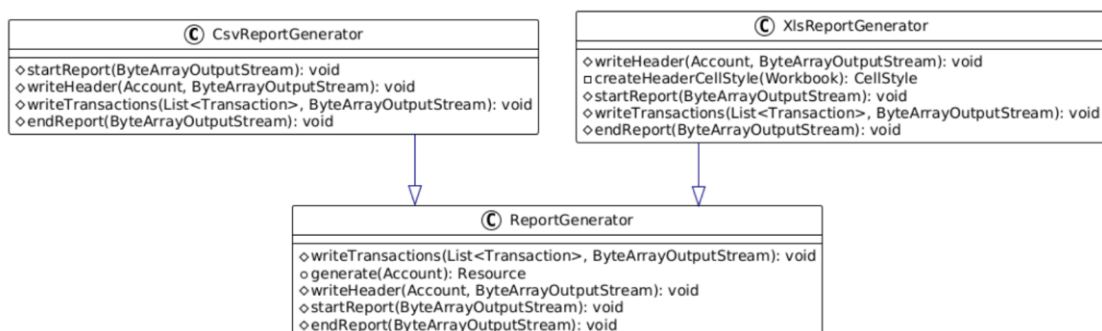 C CsvReportGenerator
startReport(ByteArrayOutputStream): void
writeHeader(Account, ByteArrayOutputStream): void
writeTransactions(List<Transaction>, ByteArrayOutputStream): void
endReport(ByteArrayOutputStream): void
C XlsReportGenerator
writeHeader(Account, ByteArrayOutputStream): void
createHeaderCellStyle(Workbook): CellStyle
startReport(ByteArrayOutputStream): void
writeTransactions(List<Transaction>, ByteArrayOutputStream): void
endReport(ByteArrayOutputStream): void
C ReportGenerator
writeTransactions(List<Transaction>, ByteArrayOutputStream): void
generate(Account): Resource
writeHeader(Account, ByteArrayOutputStream): void
startReport(ByteArrayOutputStream): void
endReport(ByteArrayOutputStream): void